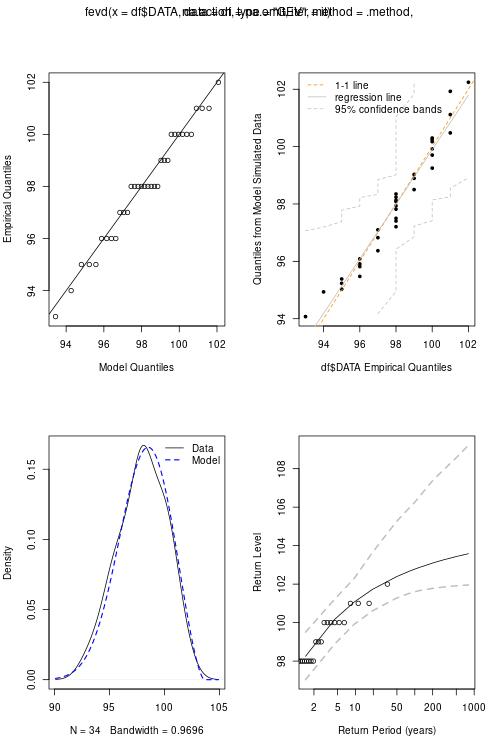 fevd(x = df$DATA,
method = .method,
Empirical Quantiles
94 96 98 100 102
94 96 98 100 102
Model Quantiles
Quantiles from Model Simulated Data
94 96 98 100 102
1-1 line
regression line
95% confidence bands
94 96 98 100 102
df$DATA Empirical Quantiles
Density
0.00 0.05 0.10 0.15
Data
Model
90 95 100 105
N = 34 Bandwidth = 0.9696
Return Level
98 100 102 104 106 108
2 5 10 50 200 1000
Return Period (years)